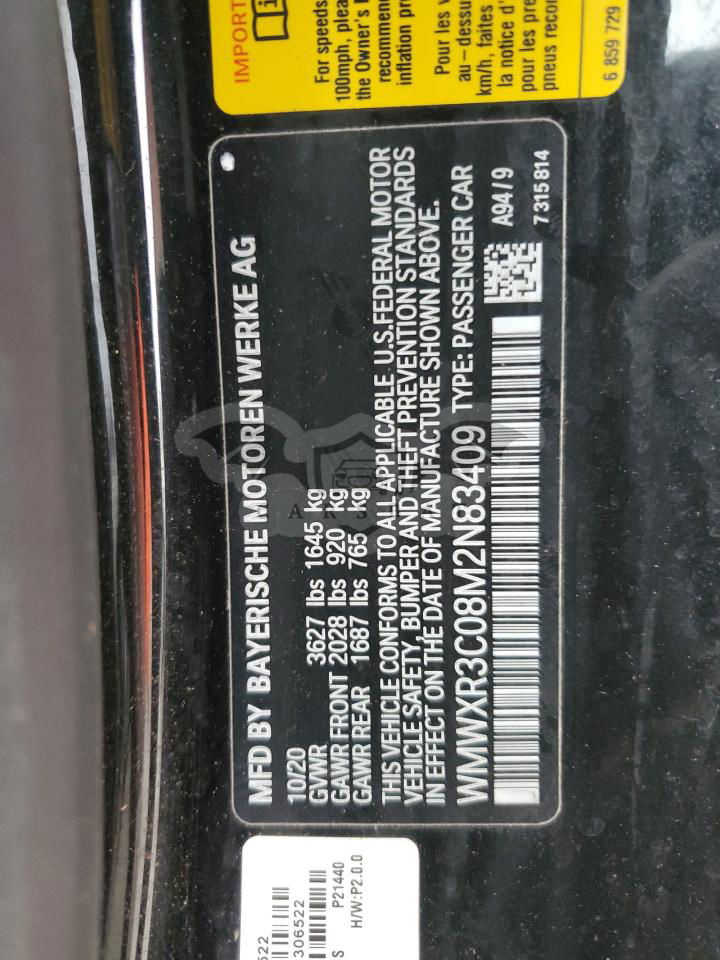 IMPORT
For speeds
100mph, plea
the Owner's
recommen
inflation pr
Pour les v
au-dessu
km/h, faites
la notice d'
pour les pre
pneus recor
6 859 729
MFD BY BAYERISCHE MOTOREN WERKE AG
10/20
GVWR 3627 lbs 1645 kg
GAWR FRONT 2028 lbs 920 kg
GAWR REAR 1687 lbs 765 kg
THIS VEHICLE CONFORMS TO ALL APPLICABLE U.S.FEDERAL MOTOR
VEHICLE SAFETY, BUMPER AND THEFT PREVENTION STANDARDS
IN EFFECT ON THE DATE OF MANUFACTURE SHOWN ABOVE.
WMWXR3C08M2N83409 TYPE: PASSENGER CAR
A94/9
7 315 814
522
306522
S P21440
H/W:P2.0.0